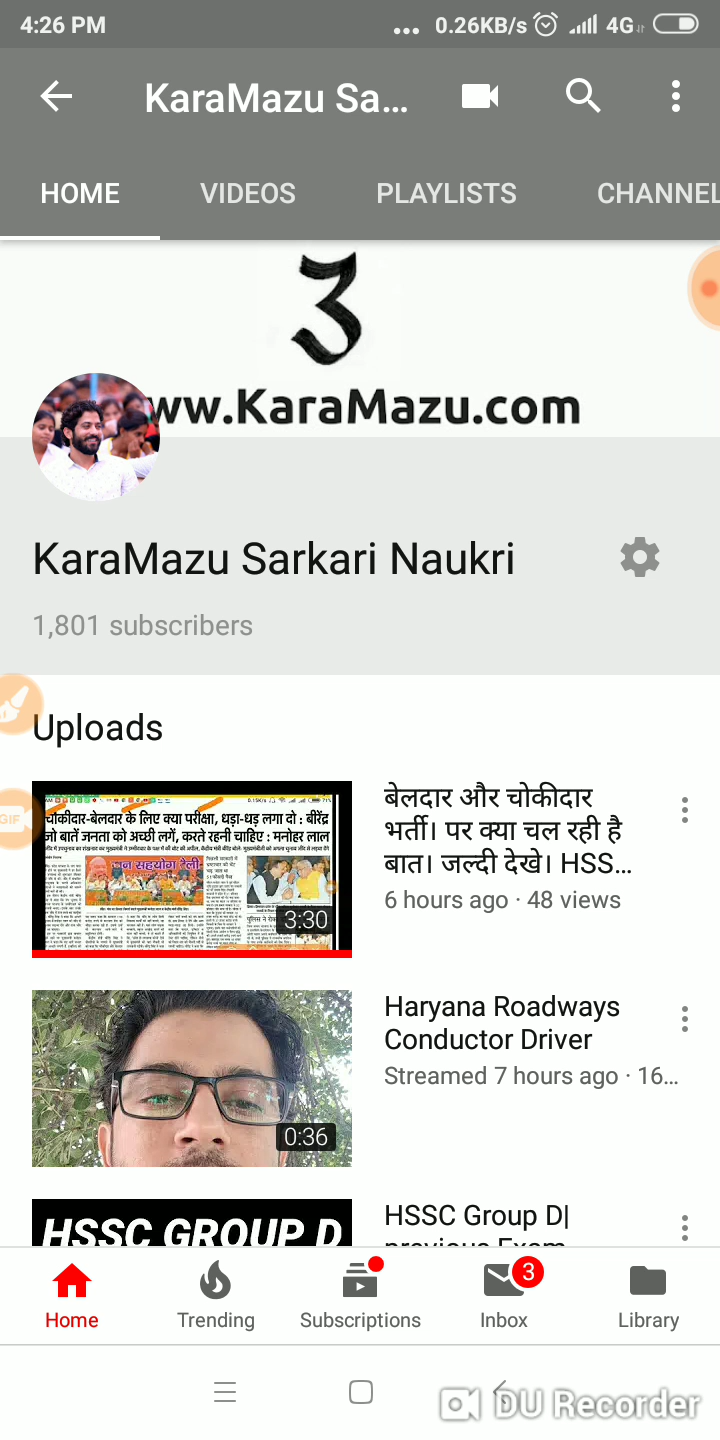 4:26 PM
... 0.26KB/s 4G
KaraMazu Sa...
HOME VIDEOS PLAYLISTS CHANNEL
ww.KaraMazu.com
KaraMazu Sarkari Naukri
1,801 subscribers
Uploads
GIF
चौकीदार-बेलदार के लिए क्या परीक्षा, धड़ा-धड़ लगा दो : बीरेंद्र
जो बातें जनता को अच्छी लगें, करते रहनी चाहिए : मनोहर लाल
3:30
बेलदार और चोकीदार
भर्ती। पर क्या चल रही है
बात। जल्दी देखे। HSS...
6 hours ago · 48 views
0:36
Haryana Roadways
Conductor Driver
Streamed 7 hours ago · 16...
HSSC GROUP D
HSSC Group D|
previous Exam
3
Home Trending Subscriptions Inbox Library
DU Recorder